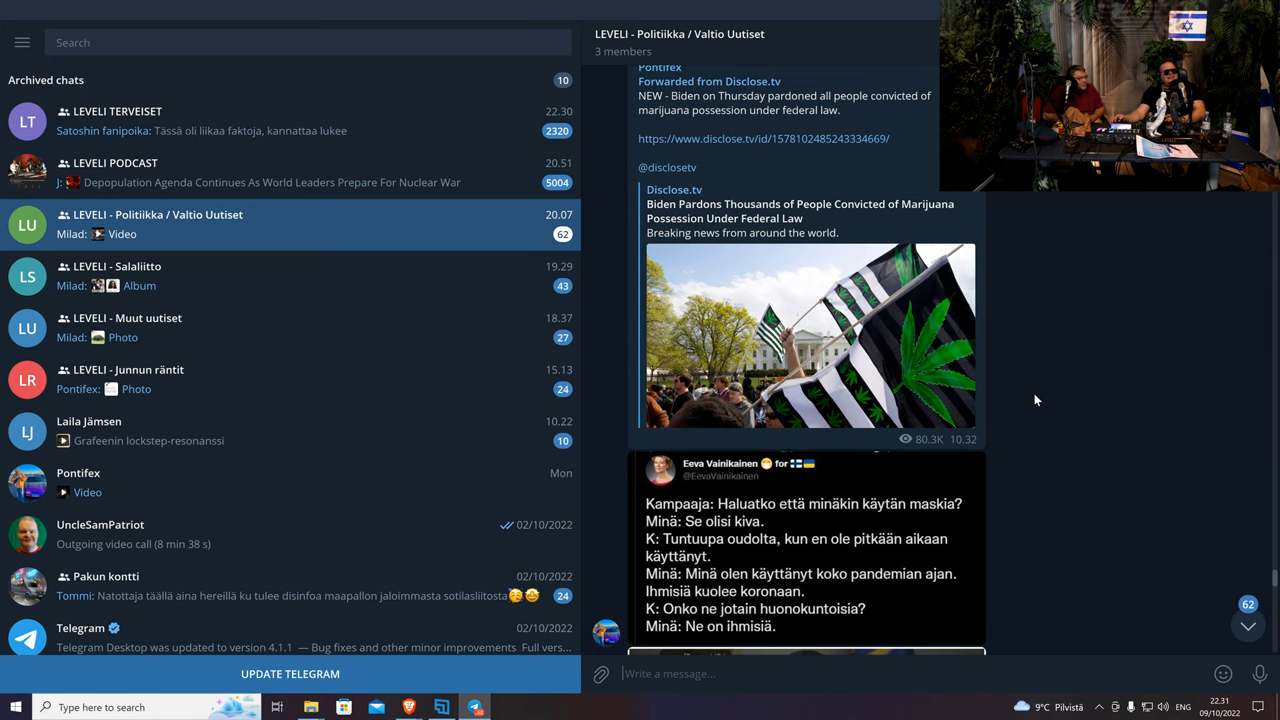 Search
Archived chats
10
LT
LEVELI TERVEISET
22.30
Satoshin fanipoika: Tässä oli liikaa faktoja, kannattaa lukee
2320
LEVELI PODCAST
20.51
J: Depopulation Agenda Continues As World Leaders Prepare For Nuclear War
5004
LU
LEVELI - Politiikka / Valtio Uutiset
20.07
Milad: Video
62
LS
LEVELI - Salaliitto
19.29
Milad: Album
43
LU
LEVELI - Muut uutiset
18.37
Milad: Photo
27
LR
LEVELI - Junnun räntit
15.13
Pontifex: Photo
24
LJ
Laila Jämsen
10.22
Grafeenin lockstep-resonanssi
10
Pontifex
Mon
Video
UncleSamPatriot
02/10/2022
Outgoing video call (8 min 38 s)
Pakun kontti
02/10/2022
Tommi: Natottaja täällä aina hereillä ku tulee disinfoa maapallon jaloimmasta sotilasliitosta🥳🤩
24
Telegram
02/10/2022
Telegram Desktop was updated to version 4.1.1 — Bug fixes and other minor improvements Full vers...
UPDATE TELEGRAM
LEVELI - Politiikka / Valtio Uutiset
3 members
Pontifex
Forwarded from Disclose.tv
NEW - Biden on Thursday pardoned all people convicted of
marijuana possession under federal law.
https://www.disclose.tv/id/1578102485243334669/
@disclosetv
Disclose.tv
Biden Pardons Thousands of People Convicted of Marijuana
Possession Under Federal Law
Breaking news from around the world.
80.3K 10.32
Eeva Vainikainen 😷 for 🇫🇮🇺🇦
@EevaVainikainen
Kampaaja: Haluatko että minäkin käytän maskia?
Minä: Se olisi kiva.
K: Tuntuupa oudolta, kun en ole pitkään aikaan
käyttänyt.
Minä: Minä olen käyttänyt koko pandemian ajan.
Ihmisiä kuolee koronaan.
K: Onko ne jotain huonokuntoisia?
Minä: Ne on ihmisiä.
62
Write a message...
Type here to search
9°C Pilvistä
22.31
09/10/2022